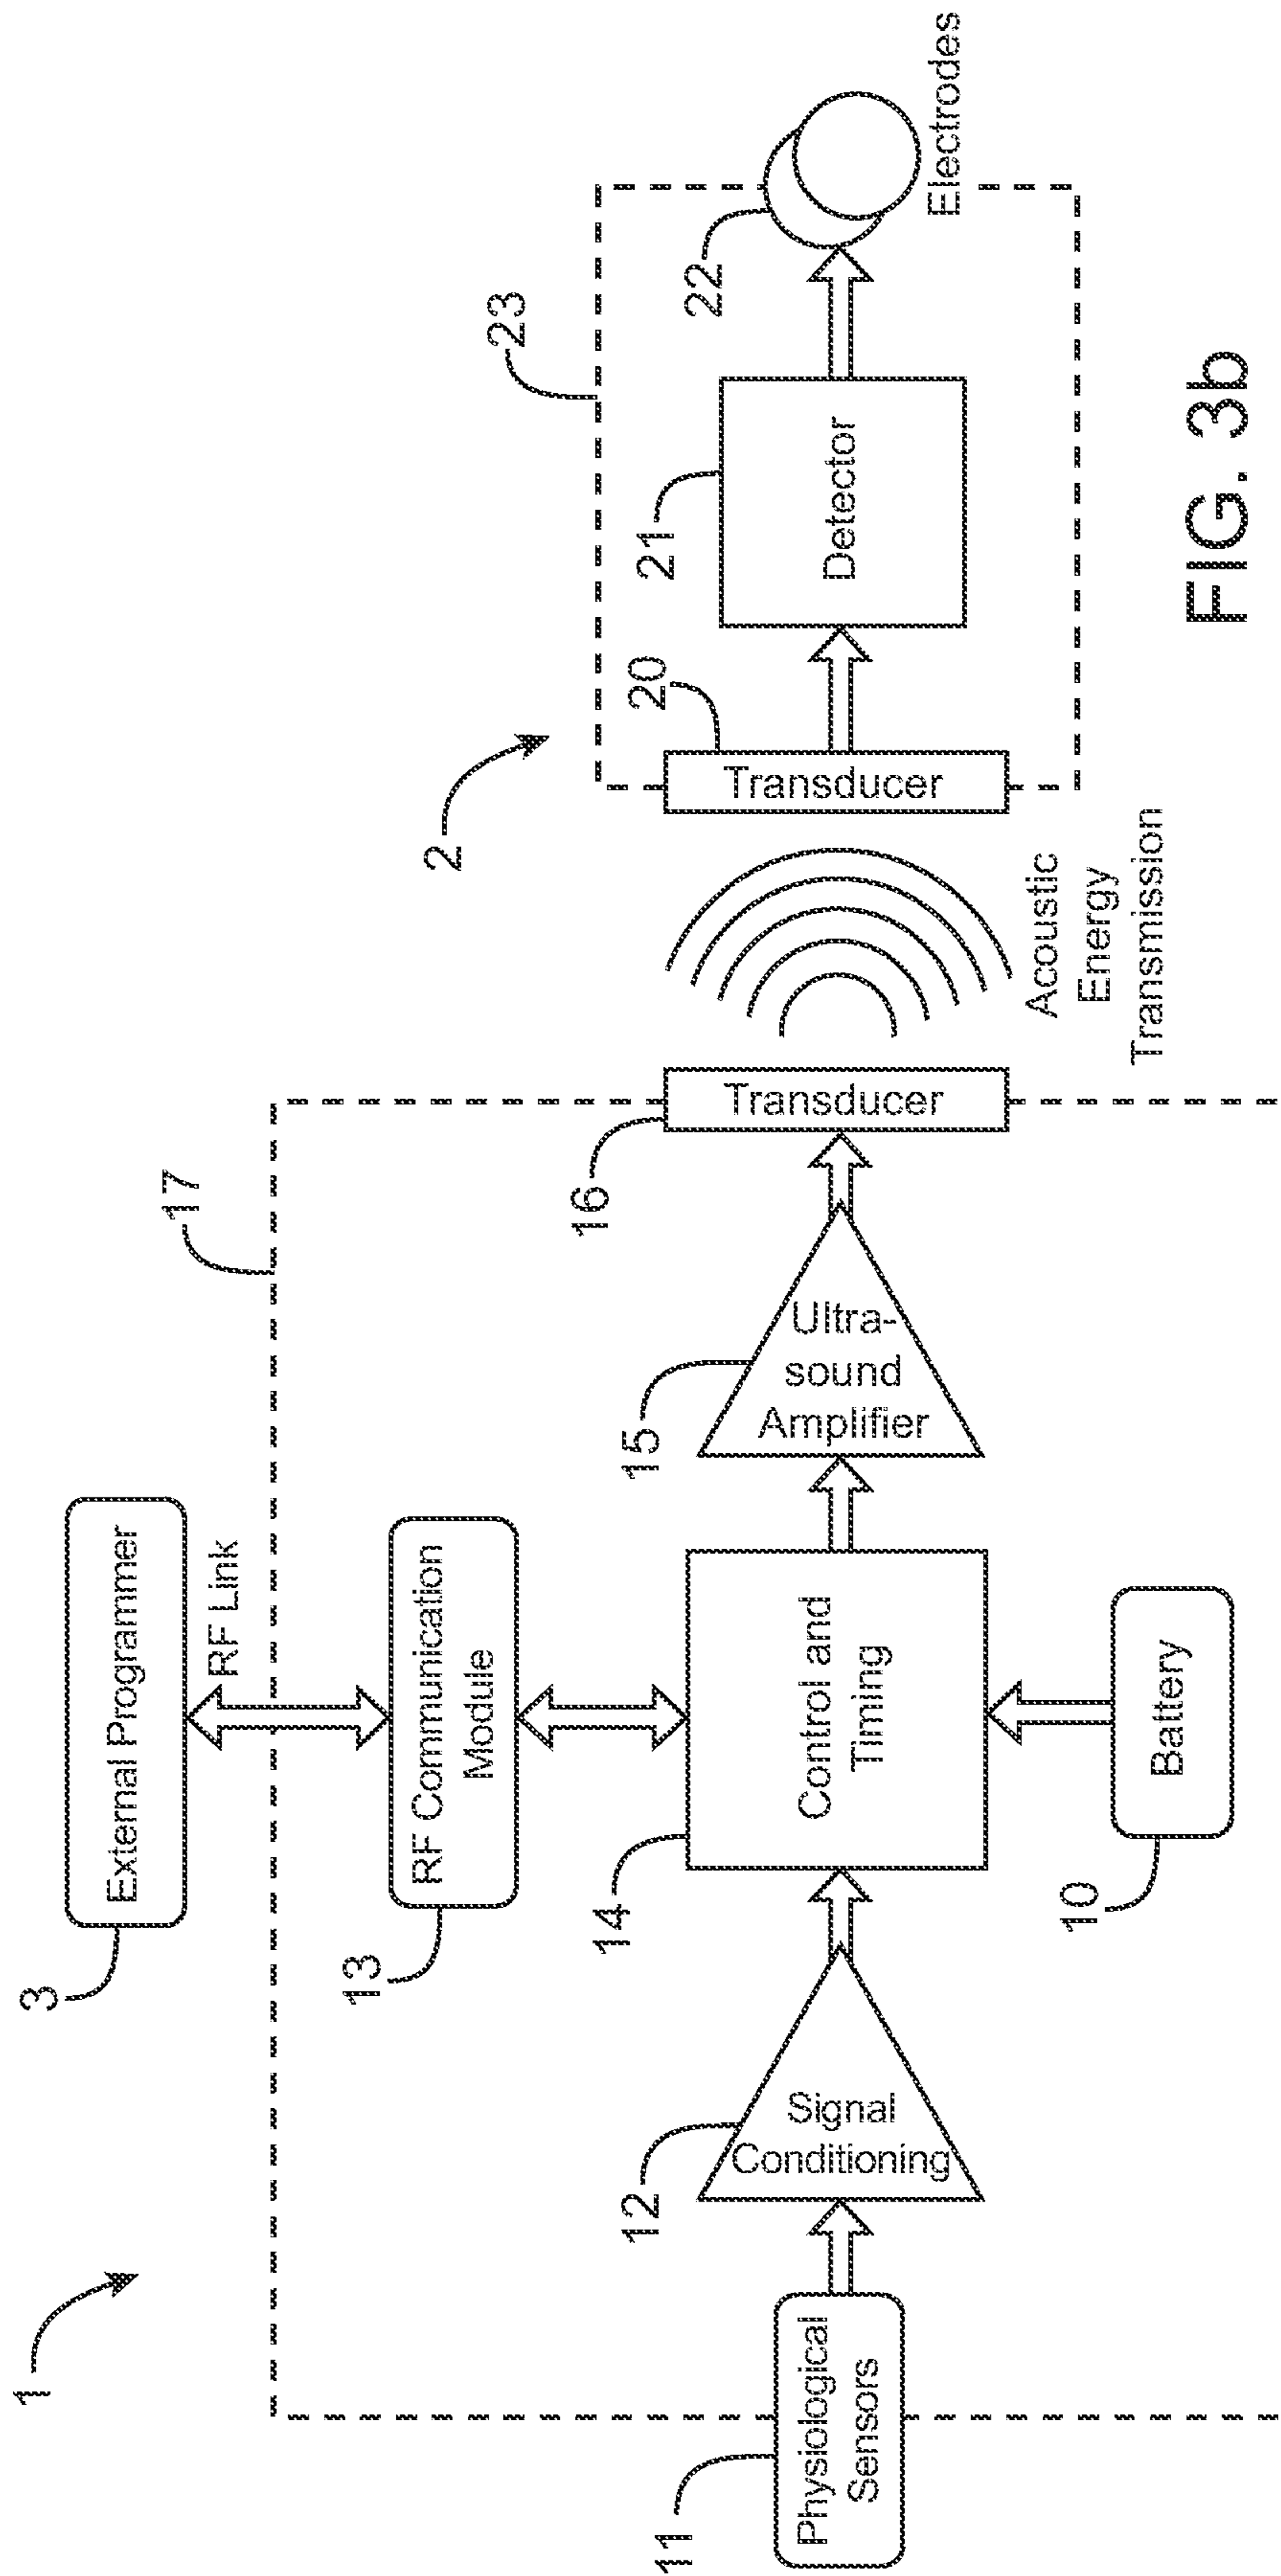 1
3
External Programmer
RF Link
17
13
RF Communication
Module
2
23
11
Physiological
Sensors
12
Signal
Conditioning
14
Control and
Timing
15
Ultra-
sound
Amplifier
16
Transducer
20
Transducer
21
Detector
22
Electrodes
10
Battery
Acoustic
Energy
Transmission
FIG. 3b